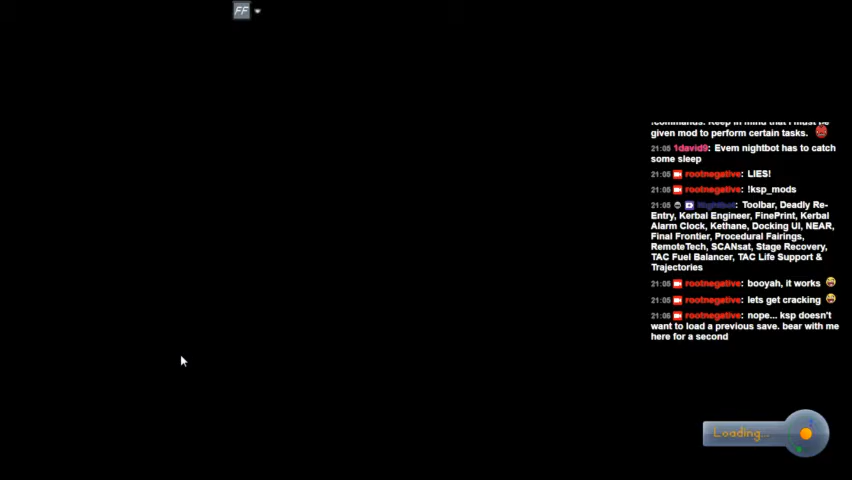 FF
!commands. Keep in mind that I must be
given mod to perform certain tasks.
21:05 1david9: Evem nightbot has to catch
some sleep
21:05 rootnegative: LIES!
21:05 rootnegative: !ksp_mods
21:05 Nightbot: Toolbar, Deadly Re-
Entry, Kerbal Engineer, FinePrint, Kerbal
Alarm Clock, Kethane, Docking UI, NEAR,
Final Frontier, Procedural Fairings,
RemoteTech, SCANsat, Stage Recovery,
TAC Fuel Balancer, TAC Life Support &
Trajectories
21:05 rootnegative: booyah, it works
21:05 rootnegative: lets get cracking
21:05 rootnegative: nope... ksp doesn't
want to load a previous save. bear with me
here for a second
Loading...